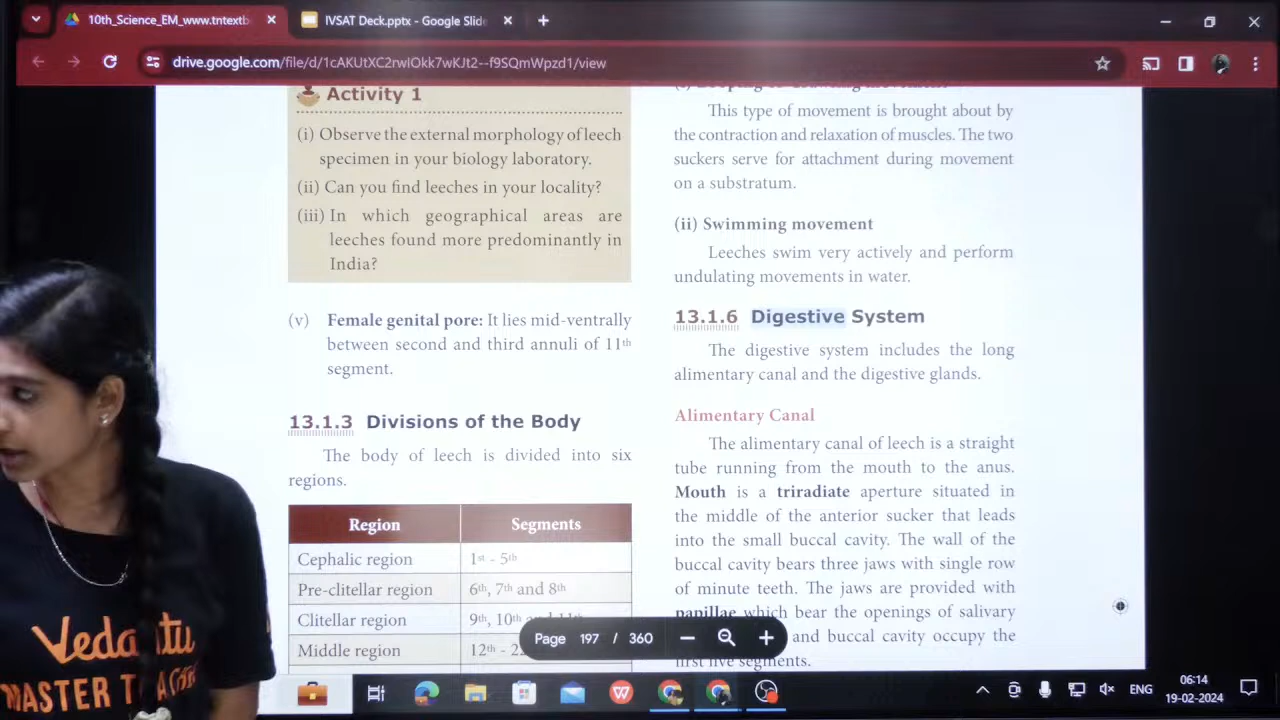 10th_Science_EM_www.tntextb
IVSAT Deck.pptx - Google Slide
drive.google.com/file/d/1cAKUtXC2rwIOkk7wKJt2--f9SQmWpzd1/view
Activity 1
(i) Observe the external morphology of leech
specimen in your biology laboratory.
(ii) Can you find leeches in your locality?
(iii) In which geographical areas are
leeches found more predominantly in
India?
(v) Female genital pore: It lies mid-ventrally
between second and third annuli of 11th
segment.
13.1.3 Divisions of the Body
The body of leech is divided into six
regions.
Region Segments
Cephalic region 1st - 5th
Pre-clitellar region 6th, 7th and 8th
Clitellar region 9th, 10th and 11th
Middle region 12th - 22
This type of movement is brought about by
the contraction and relaxation of muscles. The two
suckers serve for attachment during movement
on a substratum.
(ii) Swimming movement
Leeches swim very actively and perform
undulating movements in water.
13.1.6 Digestive System
The digestive system includes the long
alimentary canal and the digestive glands.
Alimentary Canal
The alimentary canal of leech is a straight
tube running from the mouth to the anus.
Mouth is a triradiate aperture situated in
the middle of the anterior sucker that leads
into the small buccal cavity. The wall of the
buccal cavity bears three jaws with single row
of minute teeth. The jaws are provided with
papillae which bear the openings of salivary
and buccal cavity occupy the
first five segments.
Page 197 / 360
Vedantu
MASTER T
ENG
06:14
19-02-2024